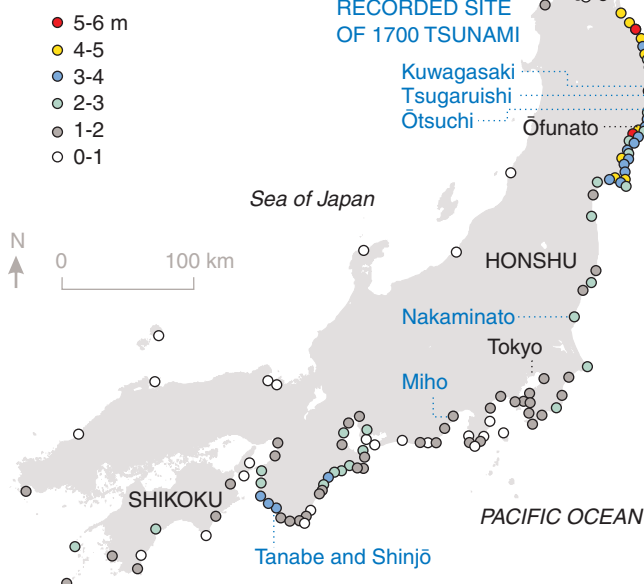 RECORDED SITE
OF 1700 TSUNAMI
5-6 m
4-5
3-4
2-3
1-2
0-1
Kuwagasaki
Tsugaruishi
Ōtsuchi
Ōfunato
Sea of Japan
N
0 100 km
HONSHU
Nakaminato
Tokyo
Miho
SHIKOKU
PACIFIC OCEAN
Tanabe and Shinjō